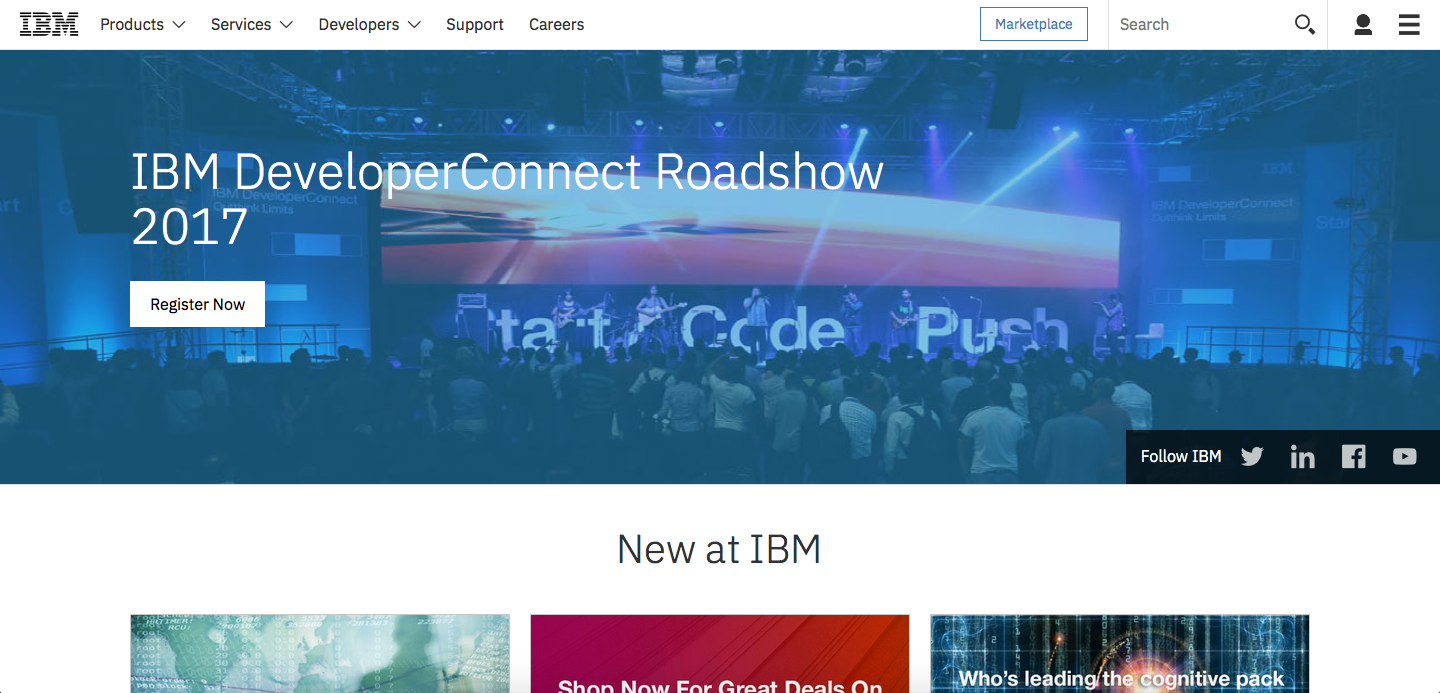 IBM
Products
Services
Developers
Support
Careers
Marketplace
Search
IBM DeveloperConnect Roadshow
2017
Register Now
IBM DeveloperConnect
Outthink Limits
IBM
IBM DeveloperConnect
Outthink Limits
Start
Start Code Push
Follow IBM
New at IBM
Shop Now For Great Deals On
Who's leading the cognitive pack